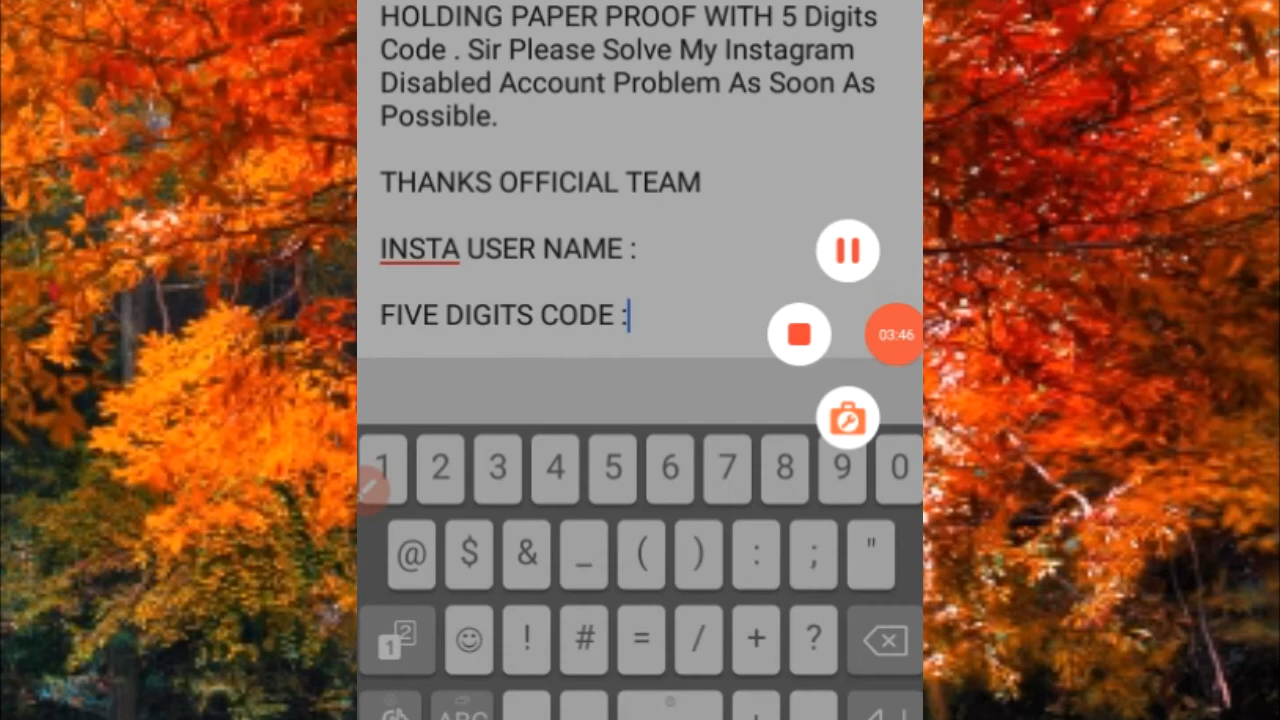 HOLDING PAPER PROOF WITH 5 Digits
Code . Sir Please Solve My Instagram
Disabled Account Problem As Soon As
Possible.
THANKS OFFICIAL TEAM
INSTA USER NAME :
FIVE DIGITS CODE :
03:46
1 2 3 4 5 6 7 8 9 0
@ $ & _ ( ) : ; "
1 2 ! # = / + ?
ABC